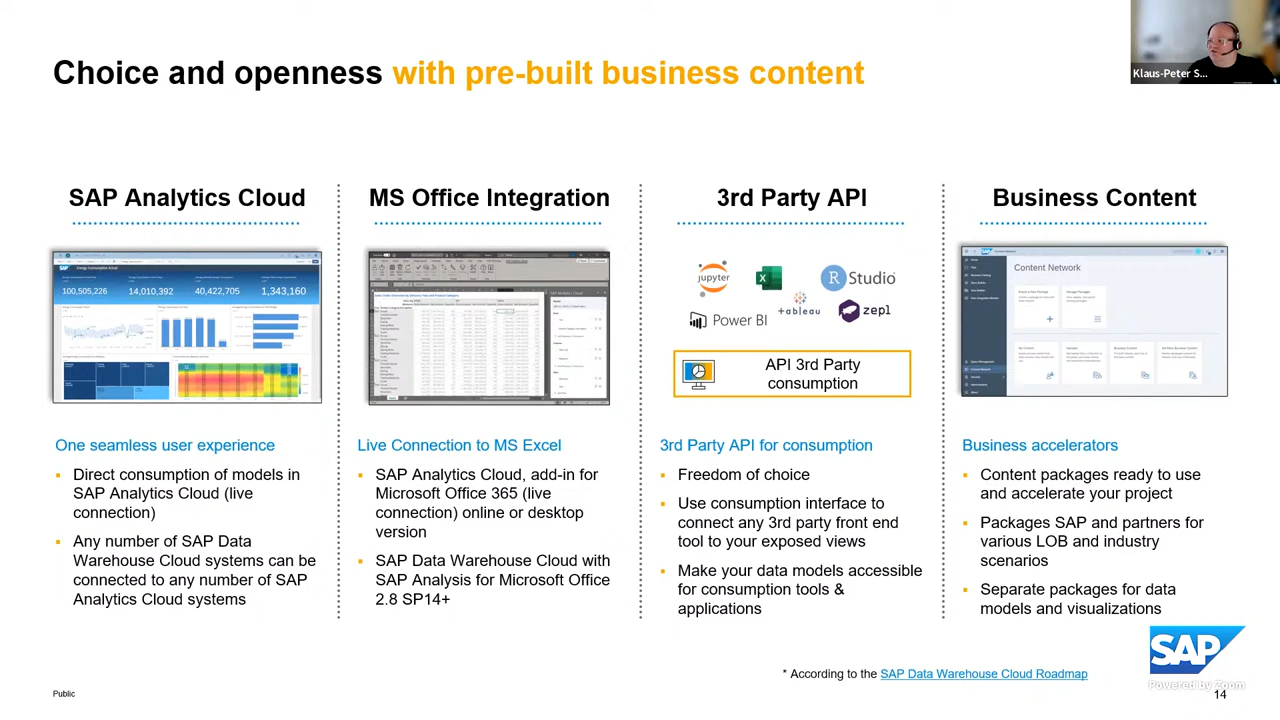 Klaus-Peter S...
Choice and openness with pre-built business content
SAP Analytics Cloud
MS Office Integration
3rd Party API
Business Content
SAP
Energy Consumption Actual
100,505,226
14,010,392
40,422,705
1,343,160
jupyter
R Studio
tableau
Power BI
zepl
API 3rd Party
consumption
SAP
Content Network
One seamless user experience
Direct consumption of models in
SAP Analytics Cloud (live
connection)
Any number of SAP Data
Warehouse Cloud systems can be
connected to any number of SAP
Analytics Cloud systems
Live Connection to MS Excel
SAP Analytics Cloud, add-in for
Microsoft Office 365 (live
connection) online or desktop
version
SAP Data Warehouse Cloud with
SAP Analysis for Microsoft Office
2.8 SP14+
3rd Party API for consumption
Freedom of choice
Use consumption interface to
connect any 3rd party front end
tool to your exposed views
Make your data models accessible
for consumption tools &
applications
Business accelerators
Content packages ready to use
and accelerate your project
Packages SAP and partners for
various LOB and industry
scenarios
Separate packages for data
models and visualizations
SAP
Powered by Zoom
* According to the SAP Data Warehouse Cloud Roadmap
Public
14